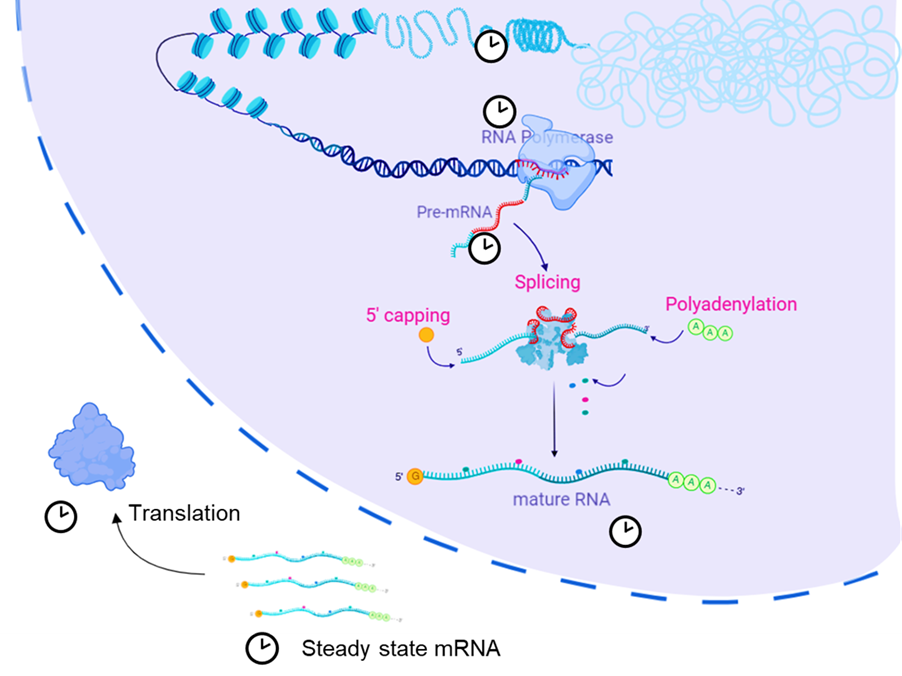 RNA Polymerase
Pre-mRNA
Splicing
5' capping
Polyadenylation
A A A
5'
3'
5' G
A A A ---3'
mature RNA
Translation
Steady state mRNA